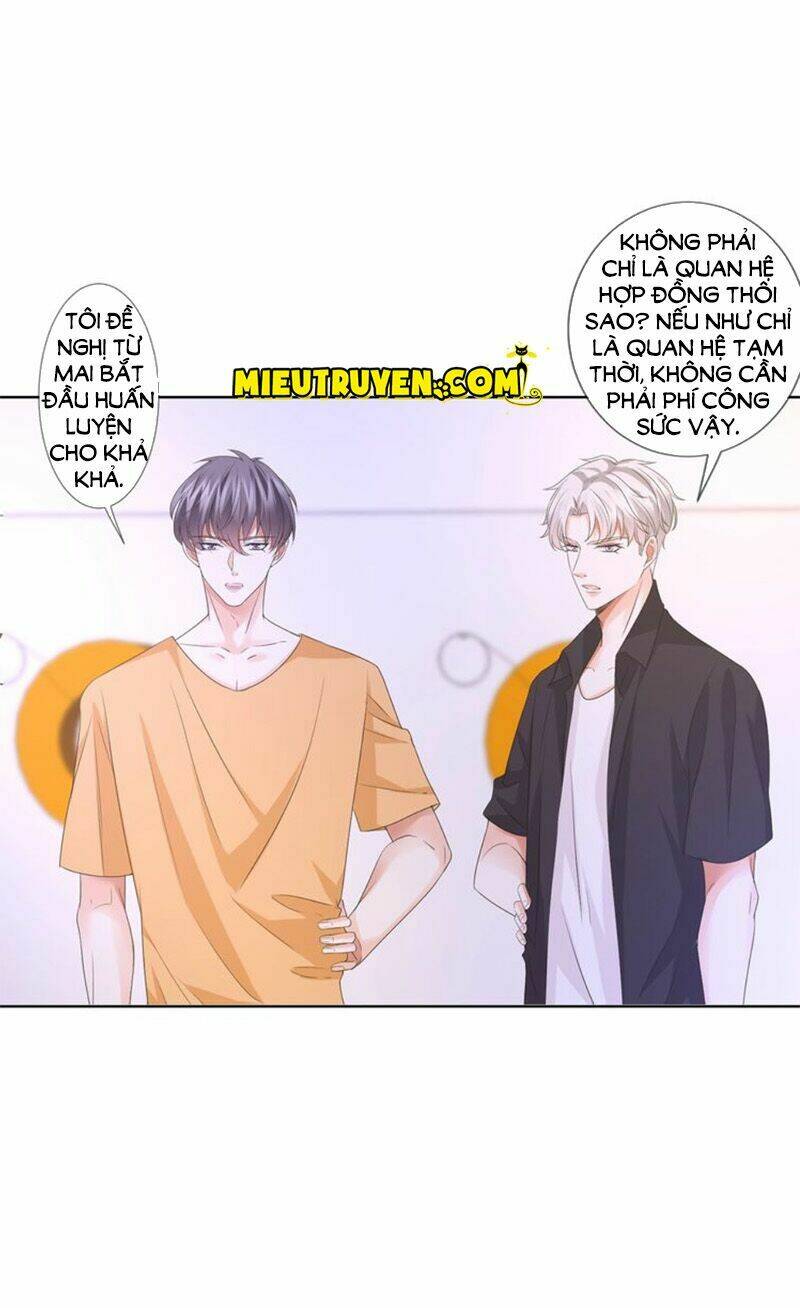 TÔI ĐỀ
NGHỊ TỪ
MAI BẮT
ĐẦU HUẤN
LUYỆN
CHO KHẢ
KHẢ.
MIEUTRUYEN.COM
KHÔNG PHẢI
CHỈ LÀ QUAN HỆ
HỢP ĐỒNG THÔI
SAO? NẾU NHƯ CHỈ
LÀ QUAN HỆ TẠM
THỜI, KHÔNG CẦN
PHẢI PHÍ CÔNG
SỨC VẬY.